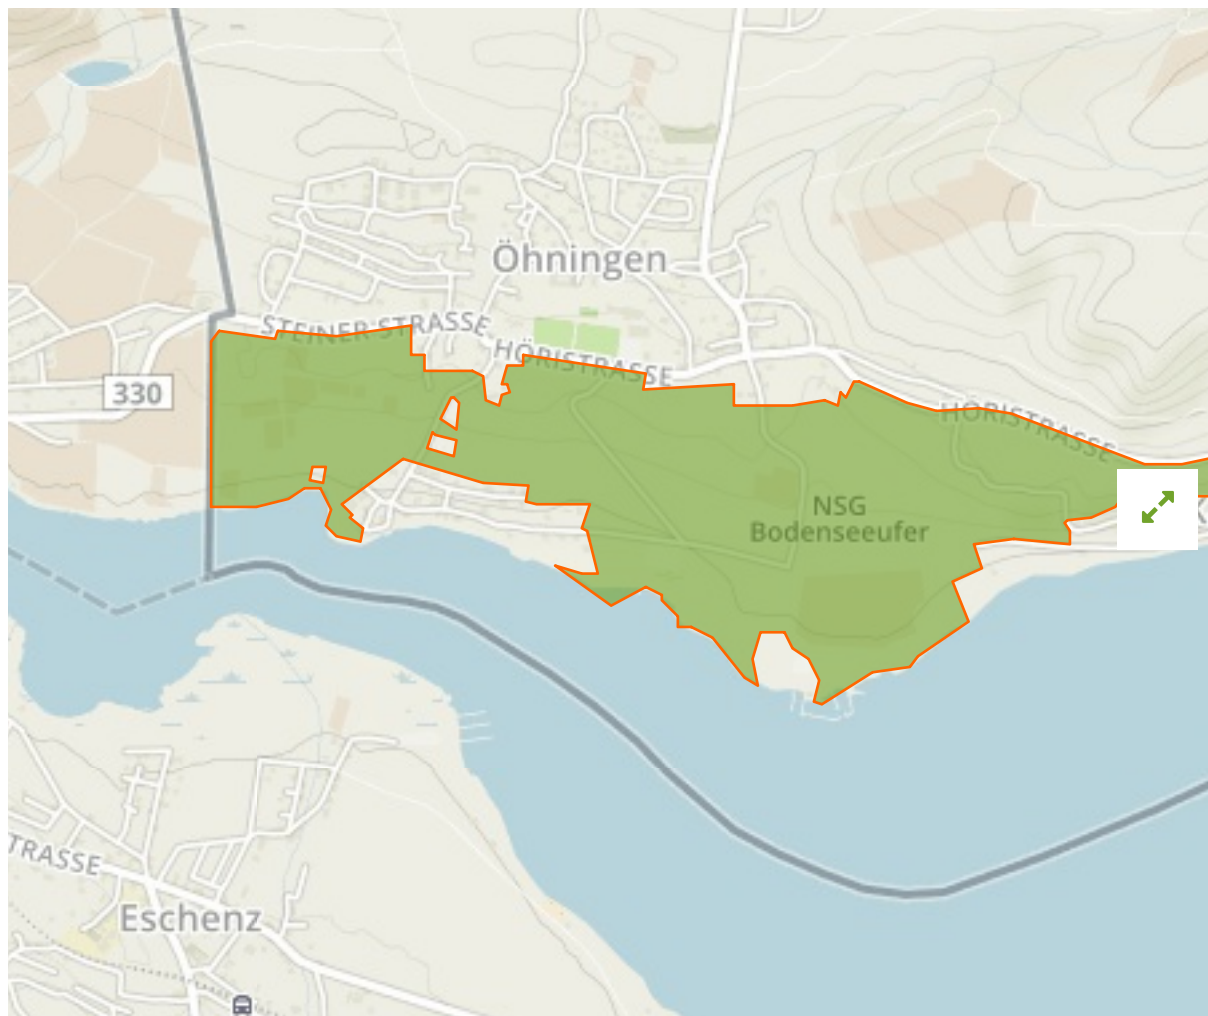 Öhningen
STEINER STRASSE
HÖRISTRASSE
330
HÖRISTRASSE
NSG
Bodenseeufer
K
TRASSE
Eschenz